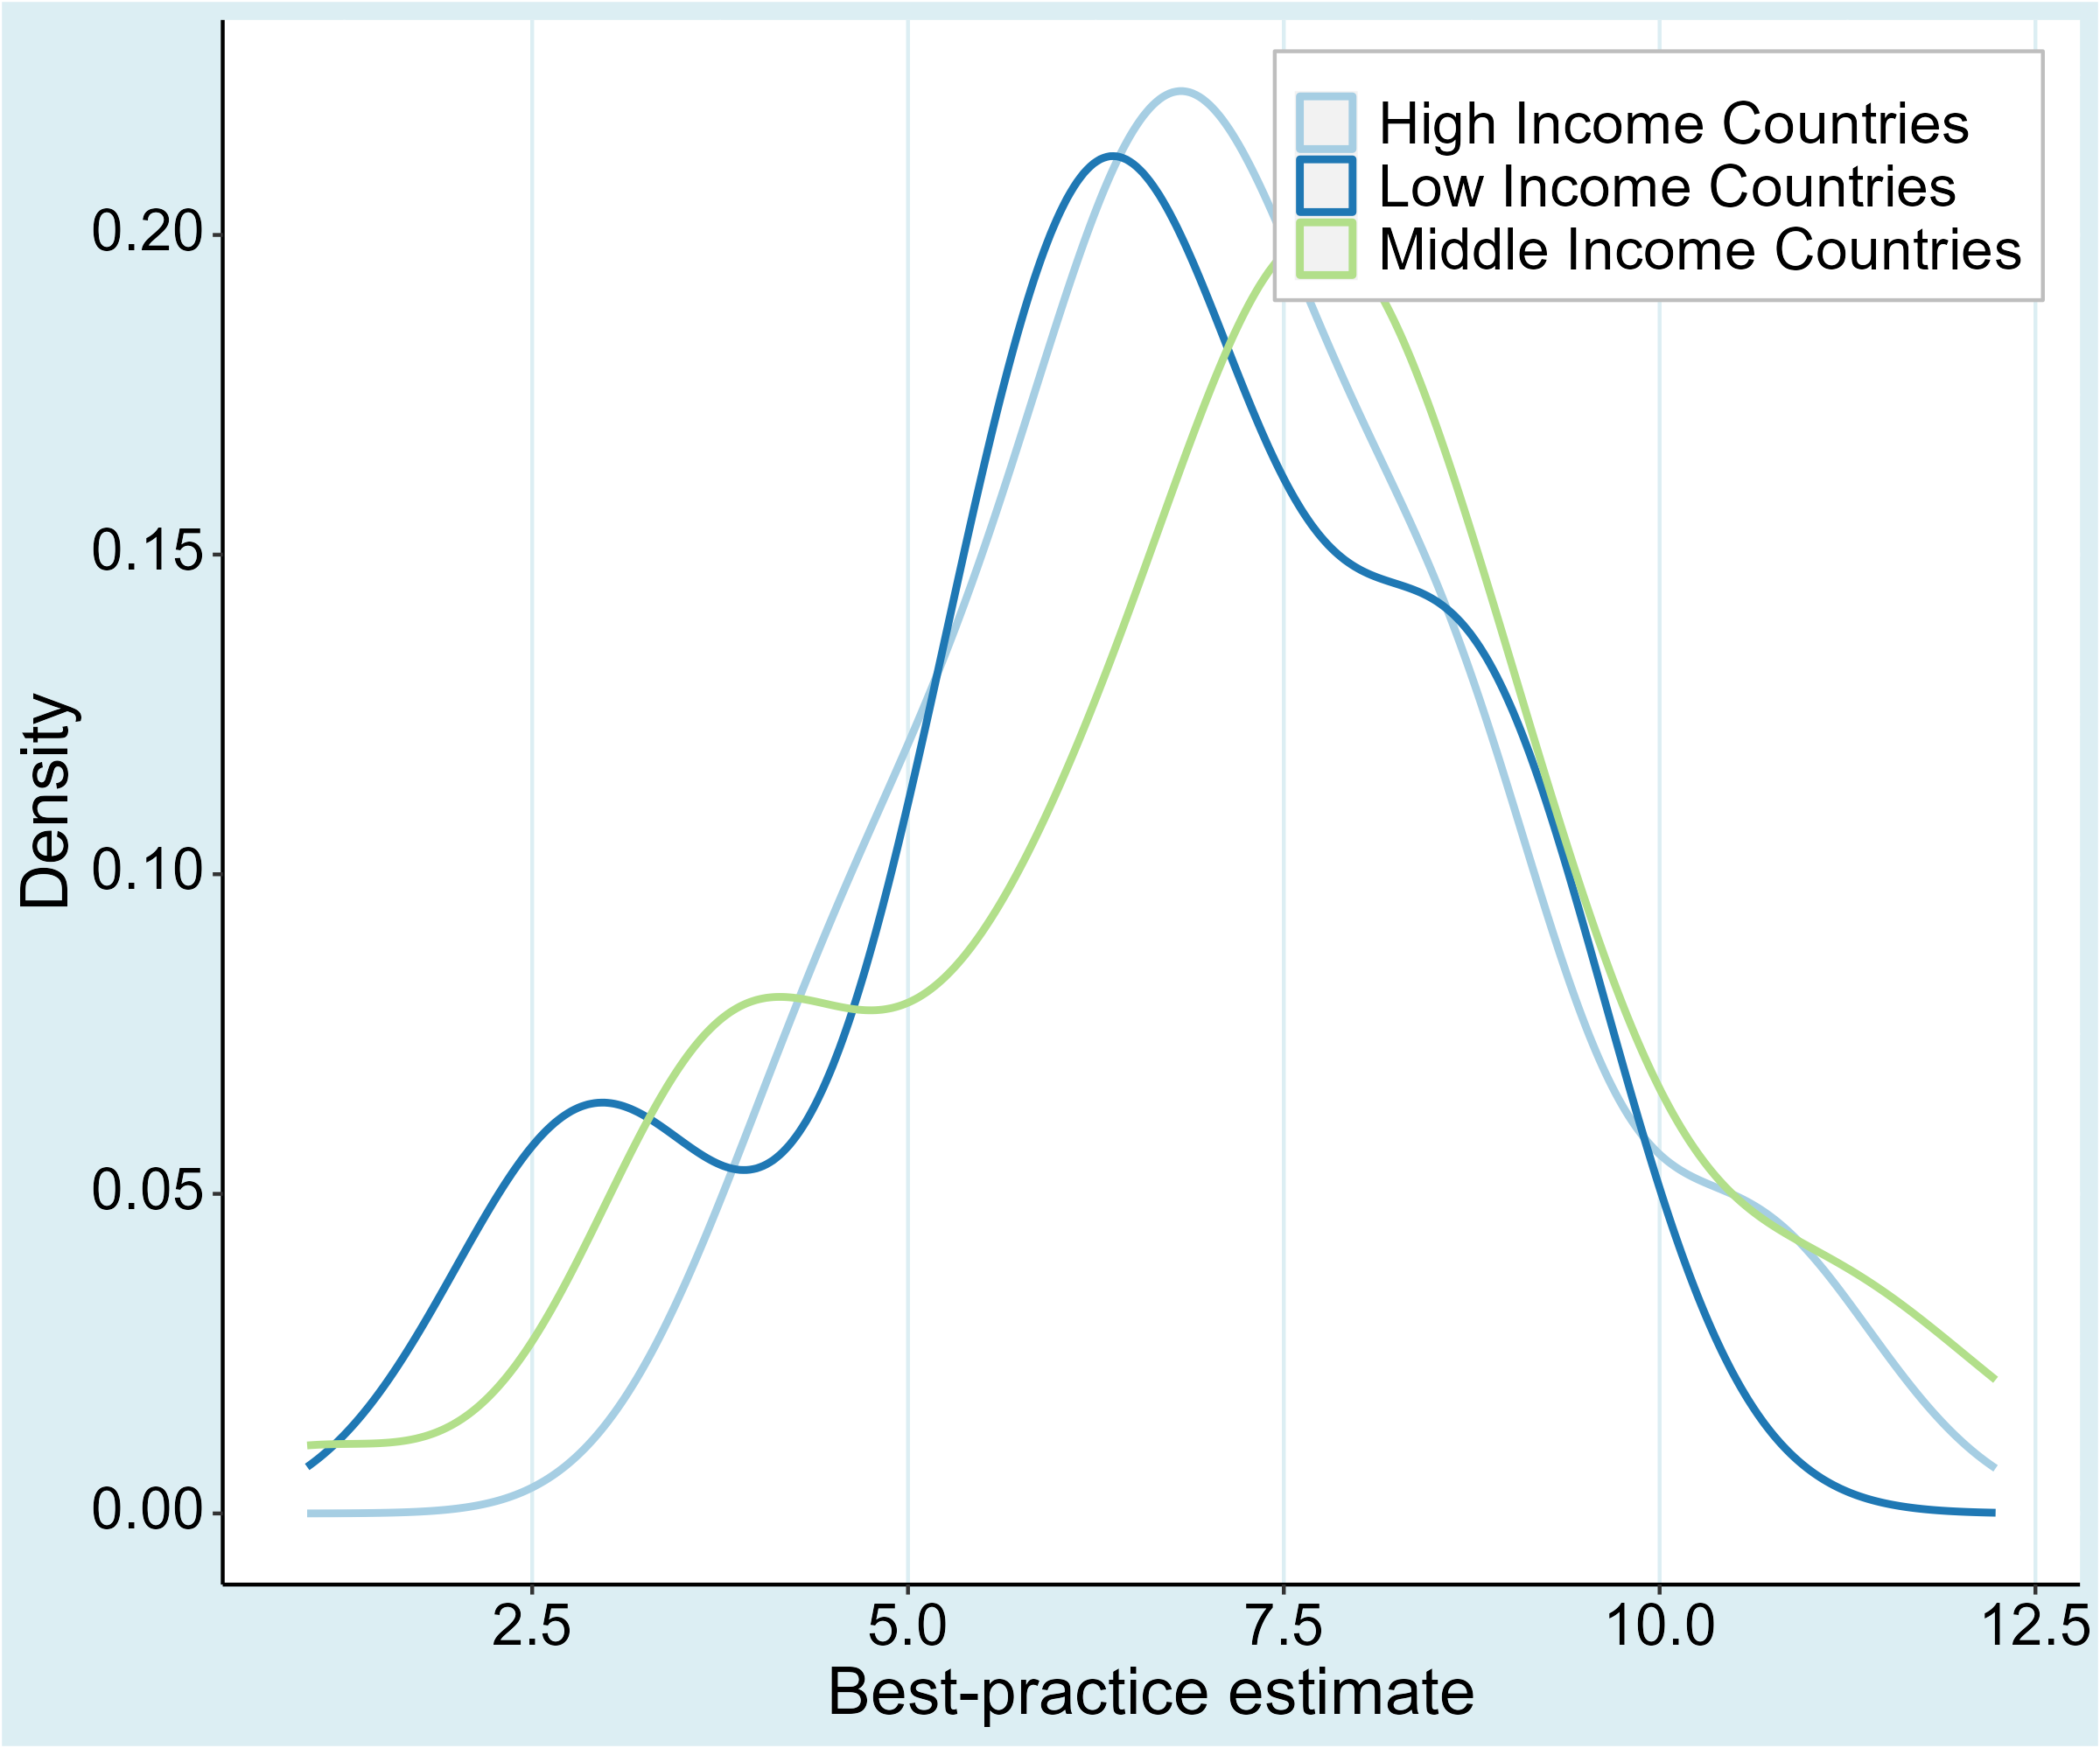 High Income Countries
Low Income Countries
Middle Income Countries
0.20
0.15
0.10
0.05
0.00
Density
2.5 5.0 7.5 10.0 12.5
Best-practice estimate